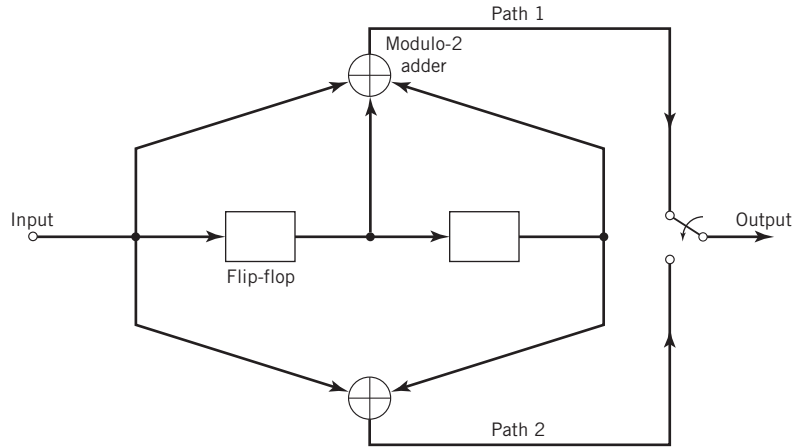 Path 1
Modulo-2
adder
Input
Output
Flip-flop
Path 2